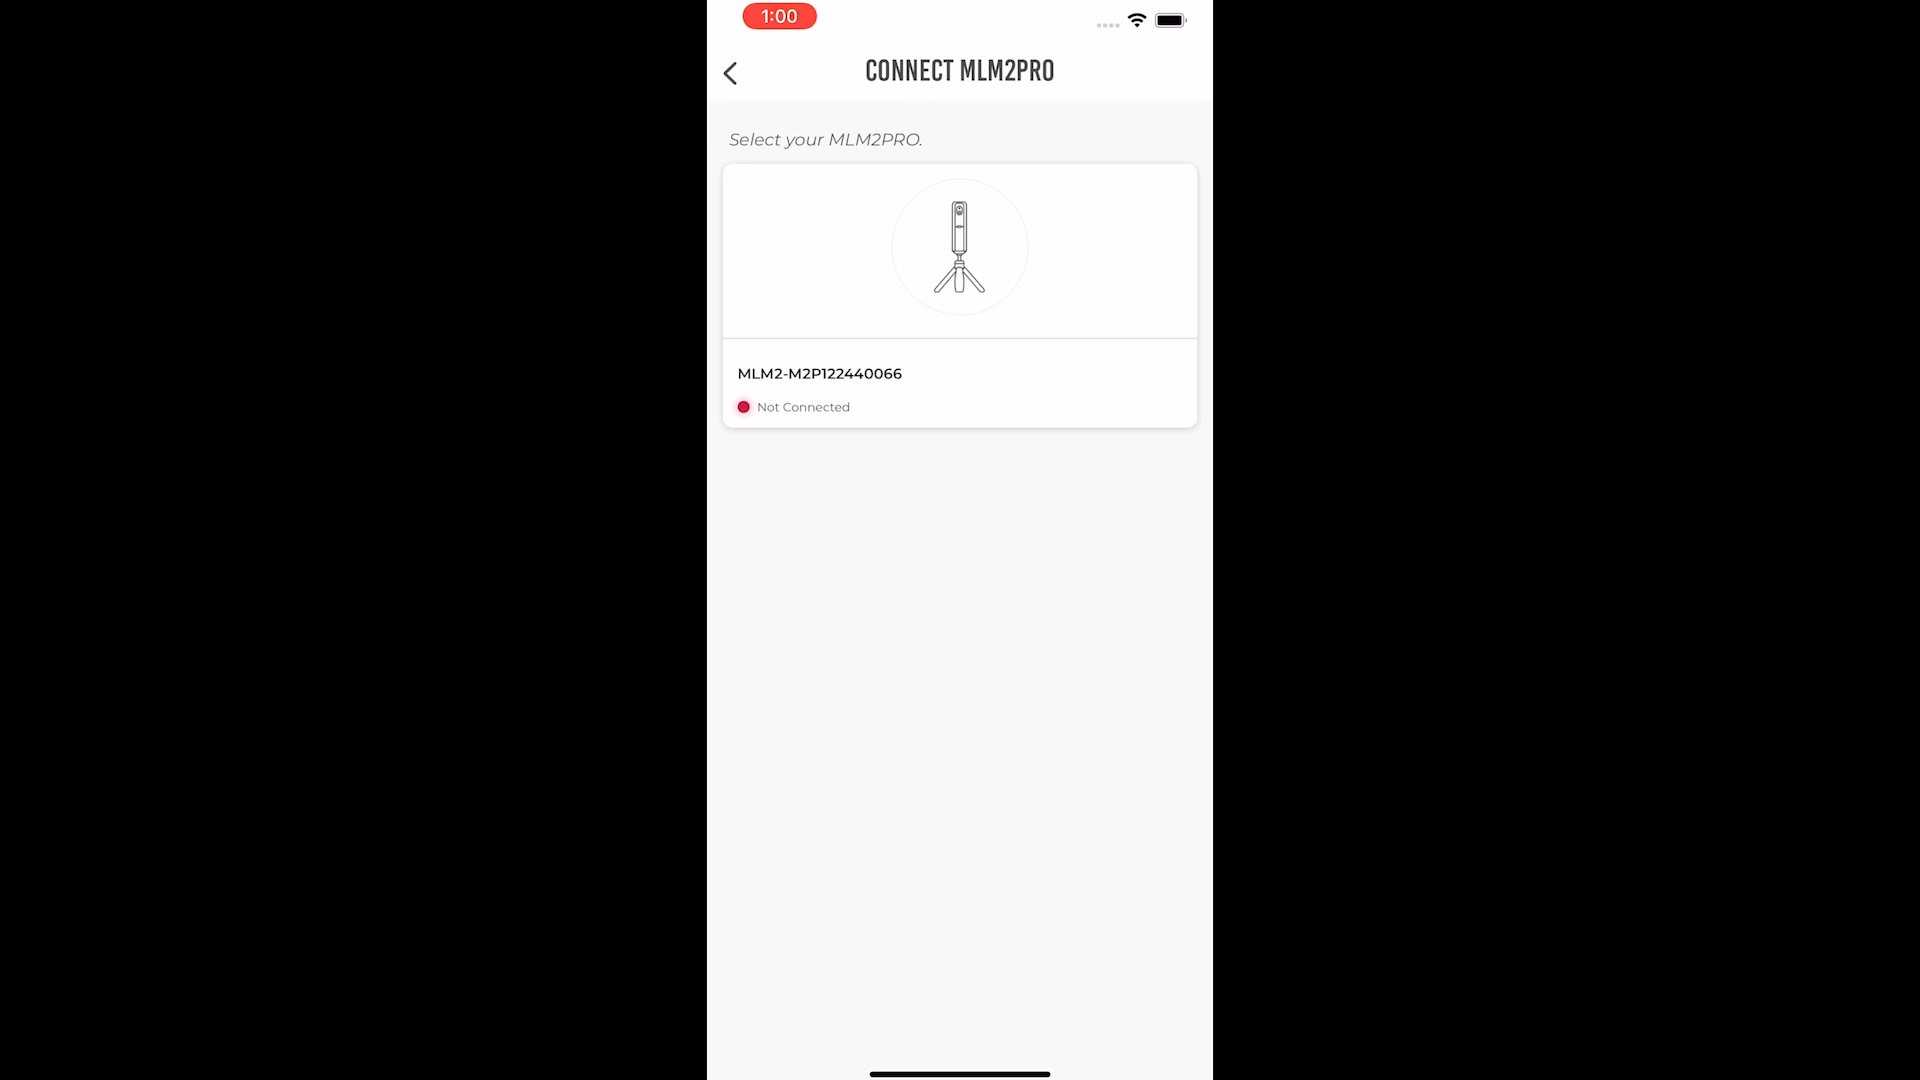 1:00
CONNECT MLM2PRO
Select your MLM2PRO.
MLM2-M2P122440066
Not Connected